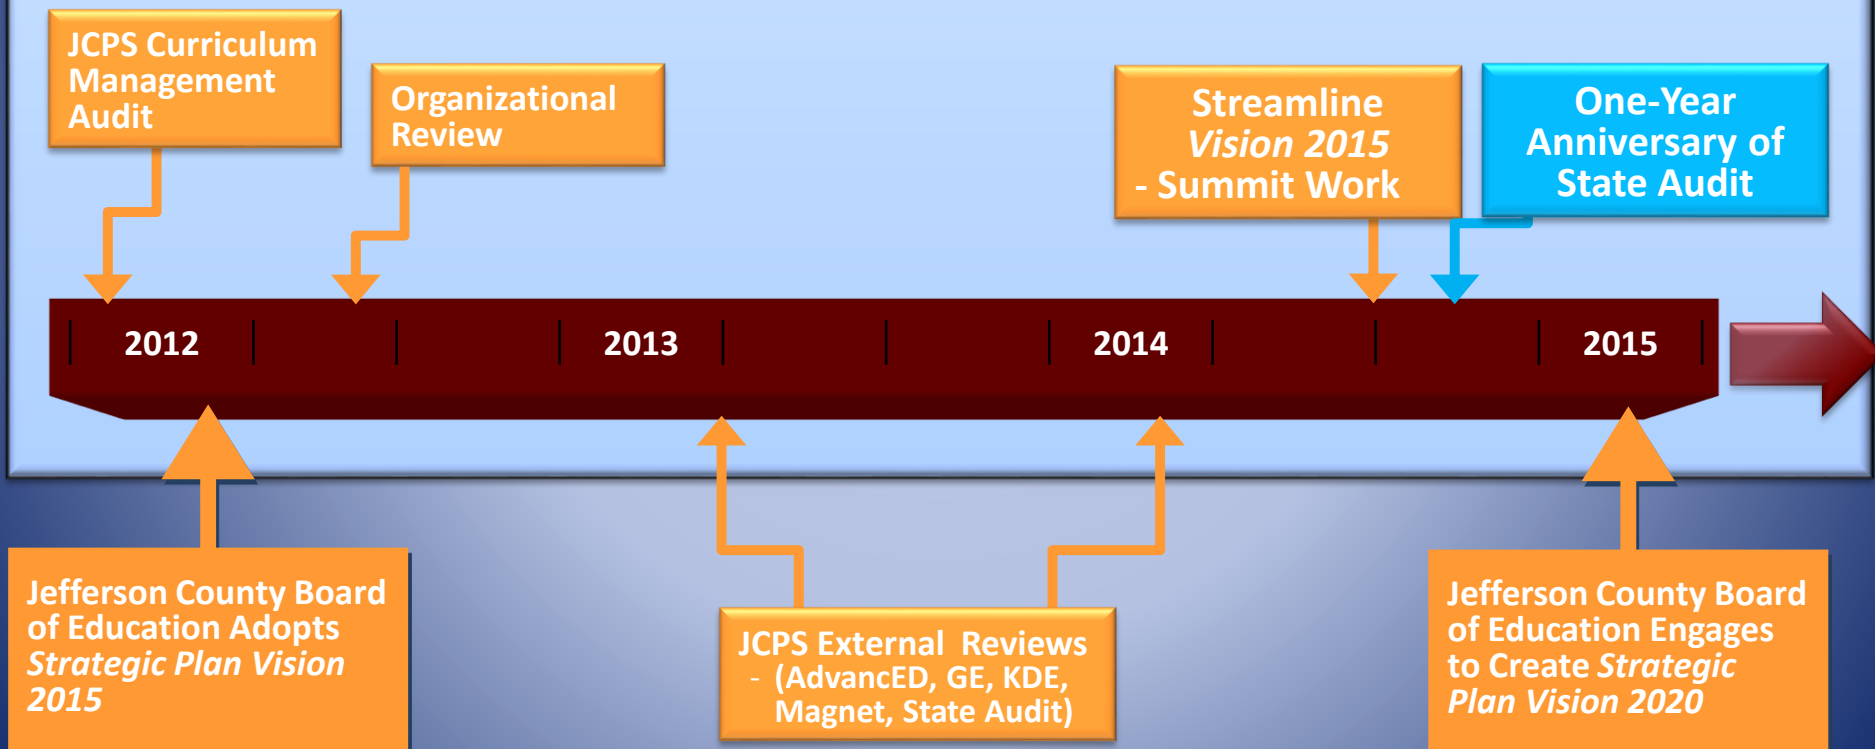 JCPS Curriculum
Management
Audit
Organizational
Review
Streamline
Vision 2015
- Summit Work
One-Year
Anniversary of
State Audit
2012
2013
2014
2015
Jefferson County Board
of Education Adopts
Strategic Plan Vision
2015
JCPS External Reviews
- (AdvancED, GE, KDE,
Magnet, State Audit)
Jefferson County Board
of Education Engages
to Create Strategic
Plan Vision 2020